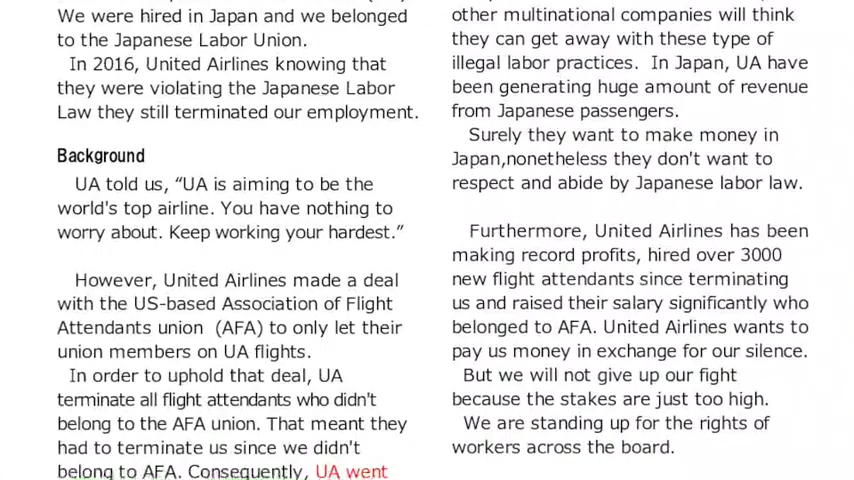 We were hired in Japan and we belonged
to the Japanese Labor Union.
In 2016, United Airlines knowing that
they were violating the Japanese Labor
Law they still terminated our employment.
Background
UA told us, “UA is aiming to be the
world's top airline. You have nothing to
worry about. Keep working your hardest.”
However, United Airlines made a deal
with the US-based Association of Flight
Attendants union (AFA) to only let their
union members on UA flights.
In order to uphold that deal, UA
terminate all flight attendants who didn't
belong to the AFA union. That meant they
had to terminate us since we didn't
belong to AFA. Consequently, UA went
other multinational companies will think
they can get away with these type of
illegal labor practices. In Japan, UA have
been generating huge amount of revenue
from Japanese passengers.
Surely they want to make money in
Japan,nonetheless they don't want to
respect and abide by Japanese labor law.
Furthermore, United Airlines has been
making record profits, hired over 3000
new flight attendants since terminating
us and raised their salary significantly who
belonged to AFA. United Airlines wants to
pay us money in exchange for our silence.
But we will not give up our fight
because the stakes are just too high.
We are standing up for the rights of
workers across the board.